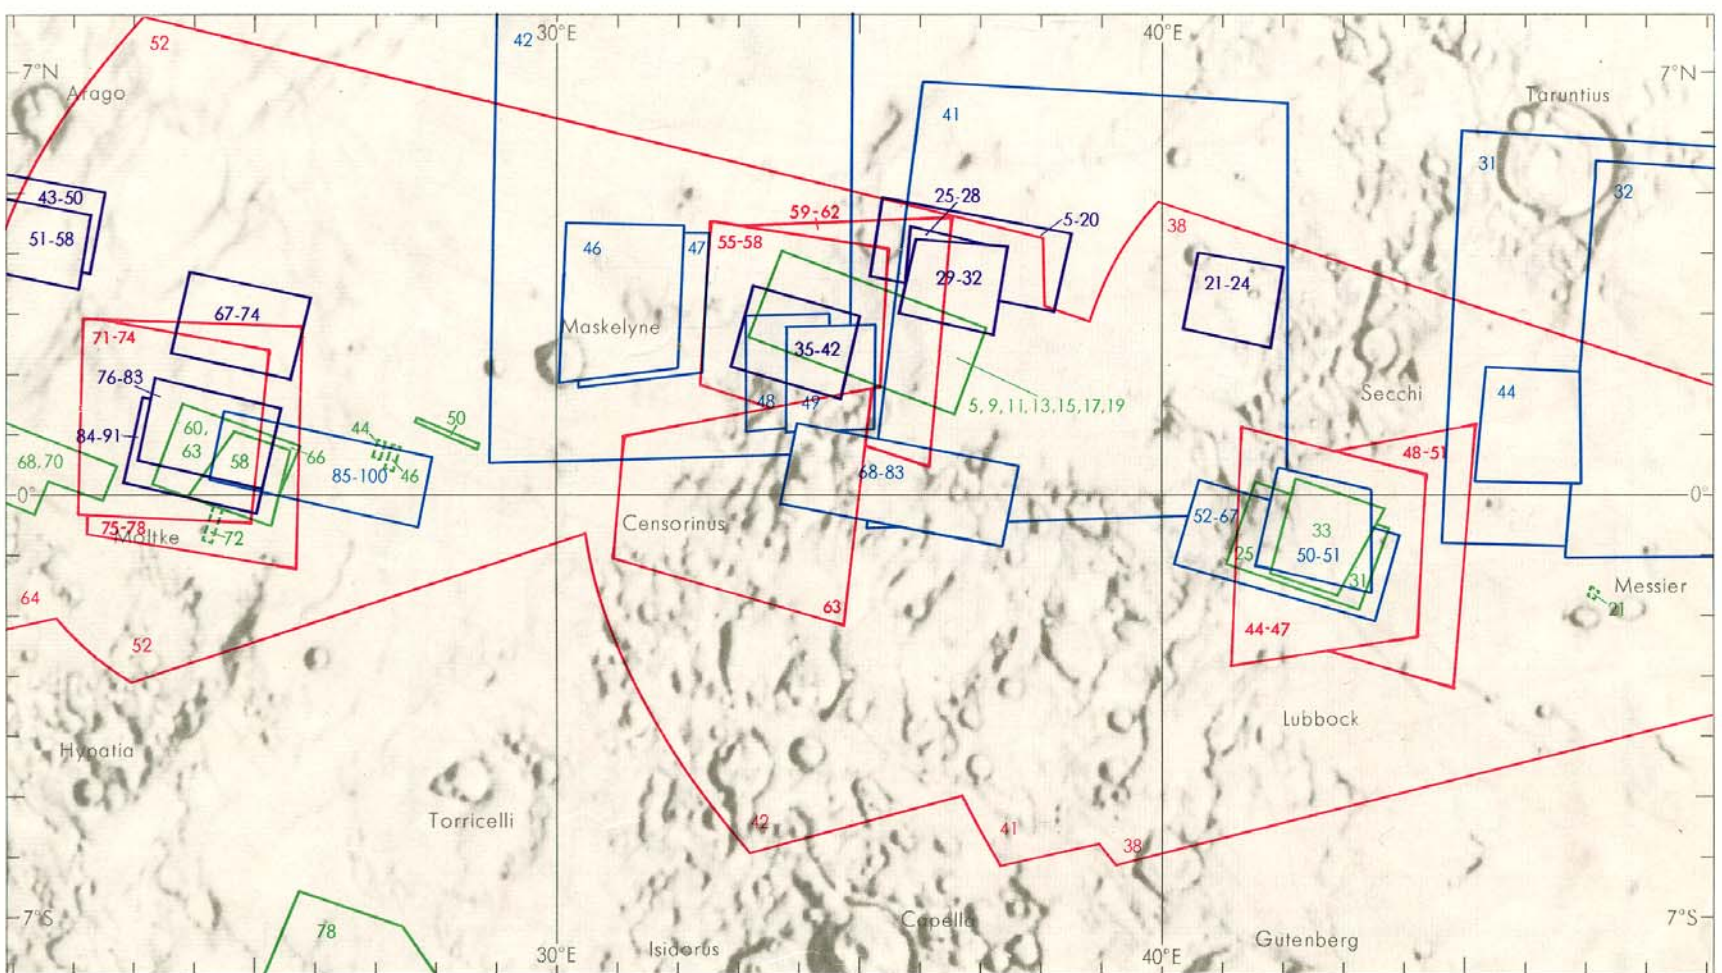 42
30°E
40°E
52
7°N
7°N
Arago
Taruntius
41
31
32
43-50
25-28
59-62
5-20
38
51-58
46
47
55-58
29-32
21-24
67-74
Maskelyne
71-74
35-42
76-83
Secchi
44
48
49
5, 9, 11, 13, 15, 17, 19
50
44
84-91
60,
63
58
66
85-100
46
68,70
48-51
68-83
0°
0°
52-67
Censorinus
75-78
Moltke
72
33
25
50-51
31
Messier
21
64
63
44-47
52
Lubbock
Hypatia
Torricelli
42
41
38
7°S
7°S
78
Capella
30°E
Isidorus
40°E
Gutenberg